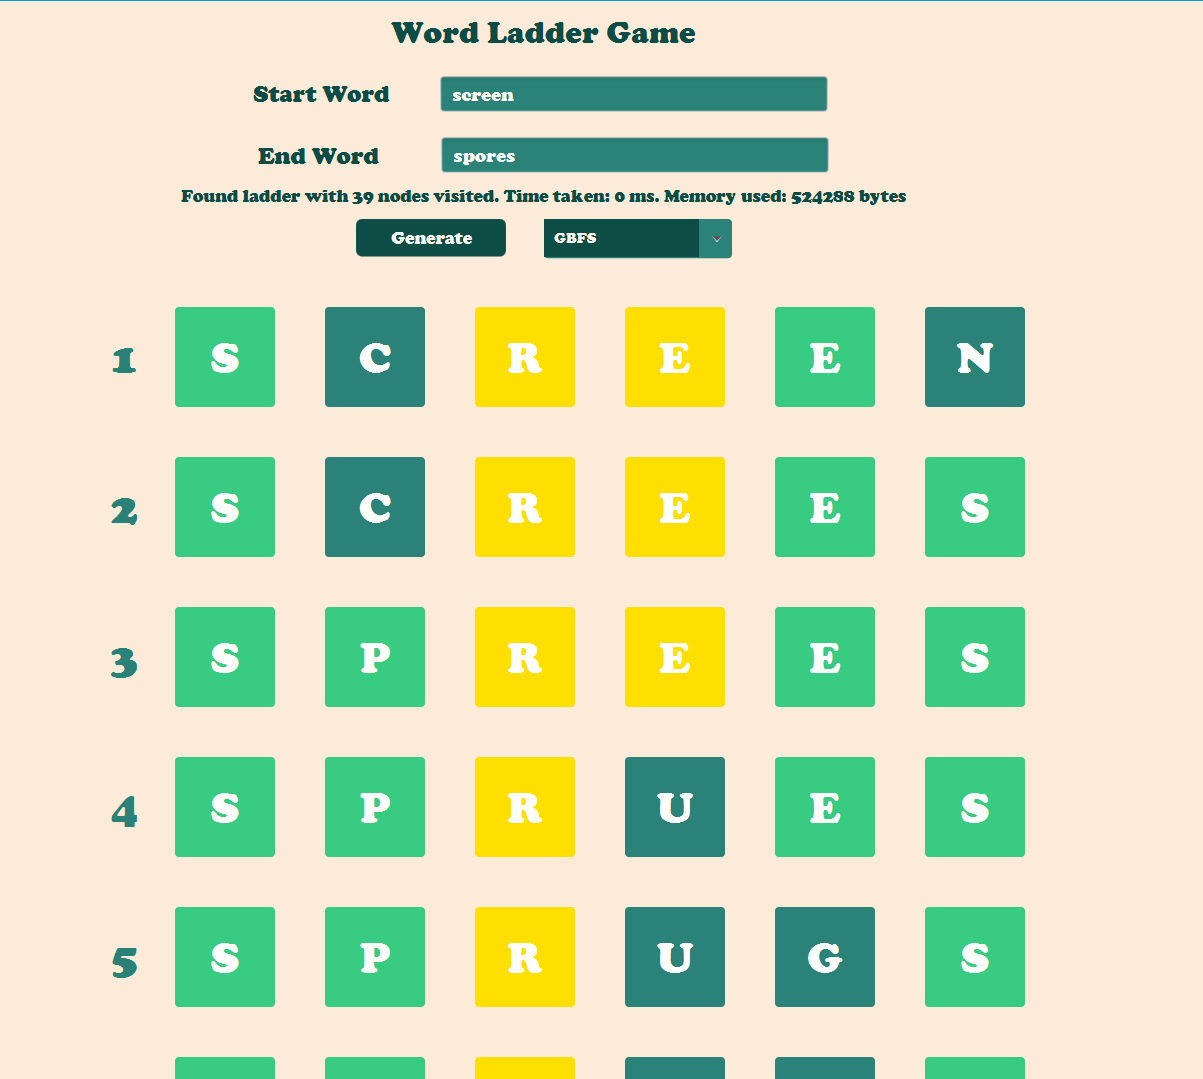 Word Ladder Game
Start Word screen
End Word spores
Found ladder with 39 nodes visited. Time taken: 0 ms. Memory used: 524288 bytes
Generate GBFS
1 S C R E E N
2 S C R E E S
3 S P R E E S
4 S P R U E S
5 S P R U G S